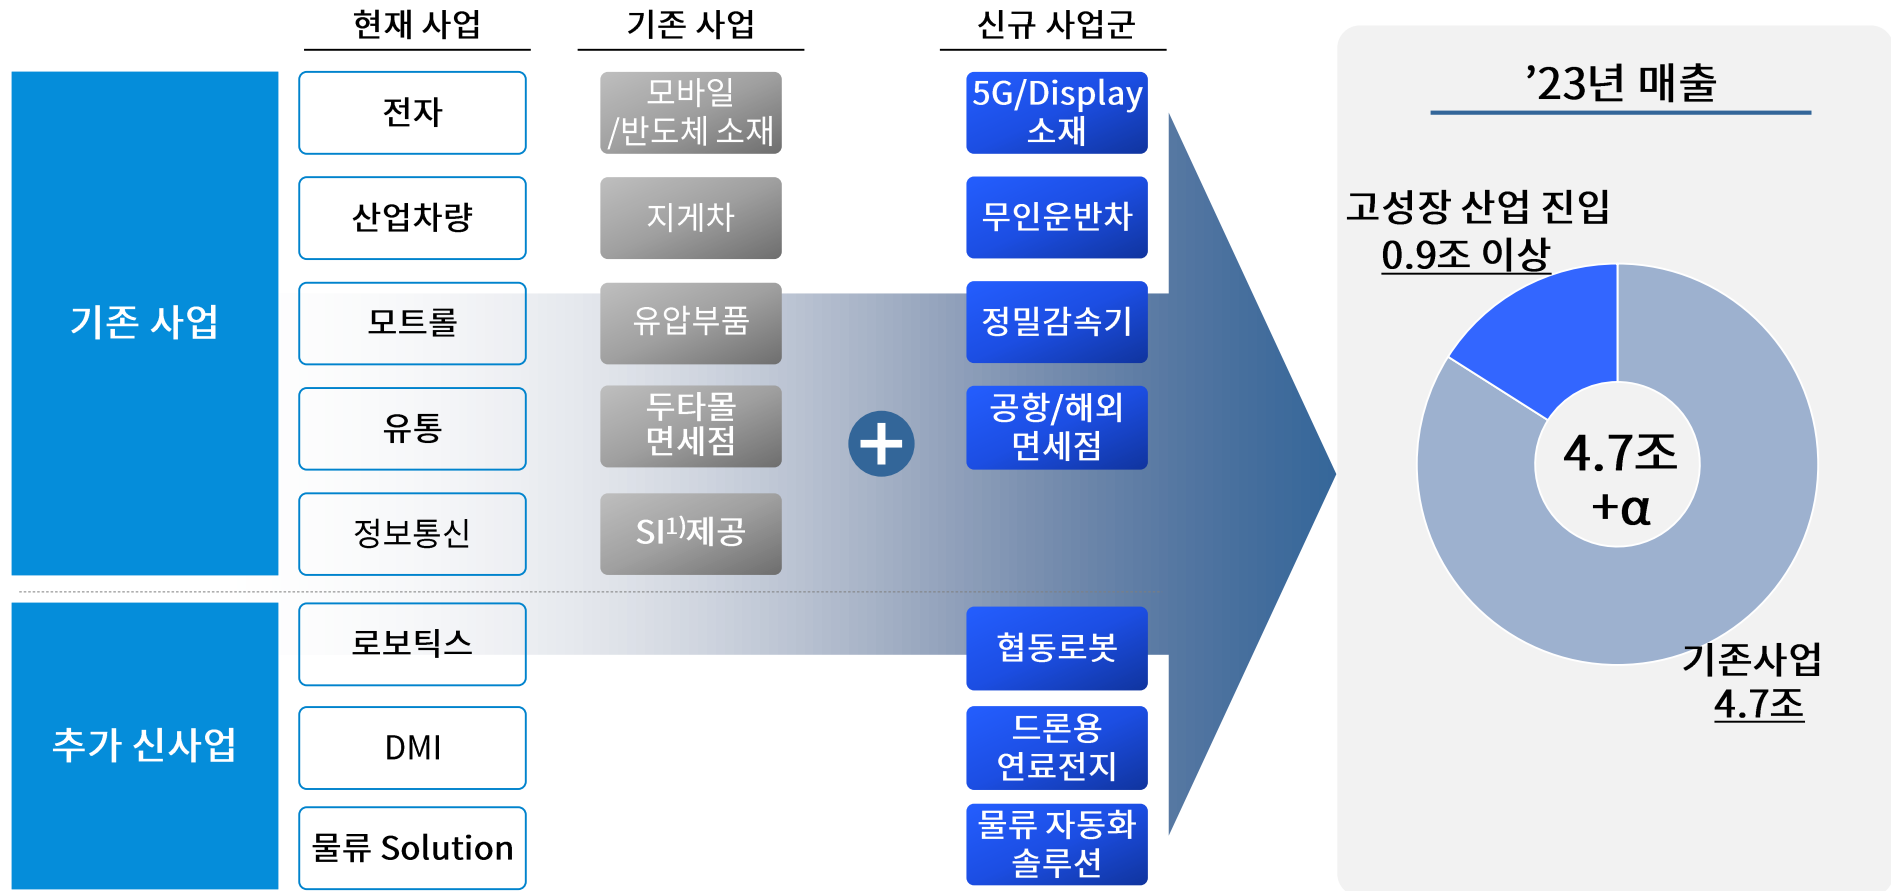 현재 사업
기존 사업
신규 사업군
기존 사업
전자
모바일
/반도체 소재
5G/Display
소재
산업차량
지게차
무인운반차
모트롤
유압부품
정밀감속기
유통
두타몰
면세점
공항/해외
면세점
정보통신
SI1)제공
추가 신사업
로보틱스
협동로봇
DMI
드론용
연료전지
물류 Solution
물류 자동화
솔루션
’23년 매출
고성장 산업 진입
0.9조 이상
4.7조
+α
기존사업
4.7조